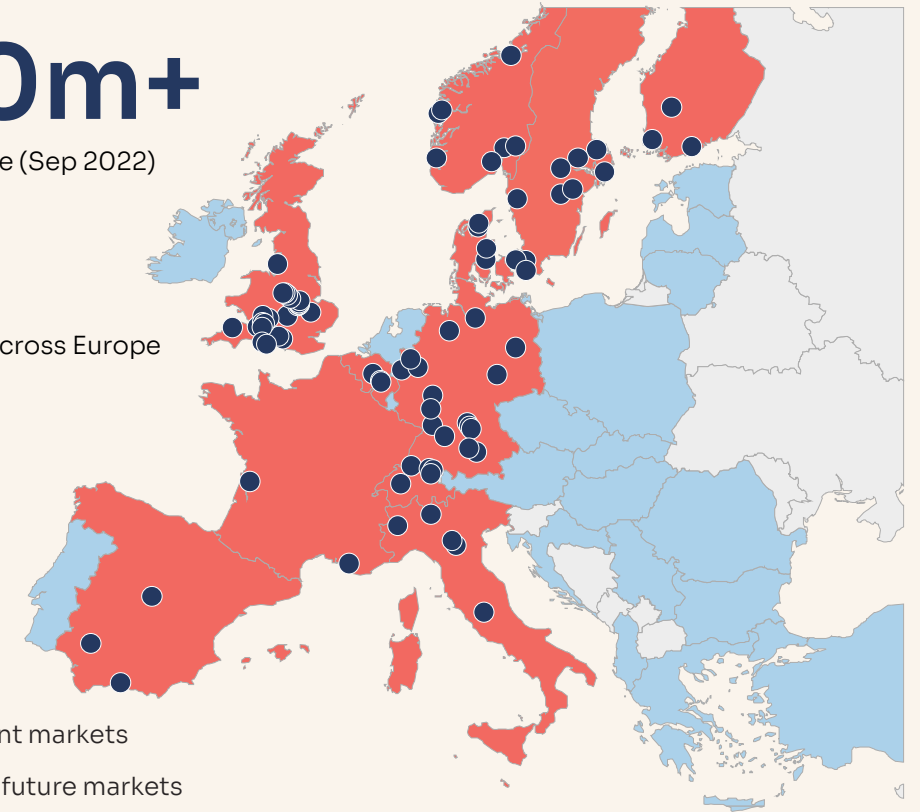 0m+
e (Sep 2022)
cross Europe
nt markets
future markets